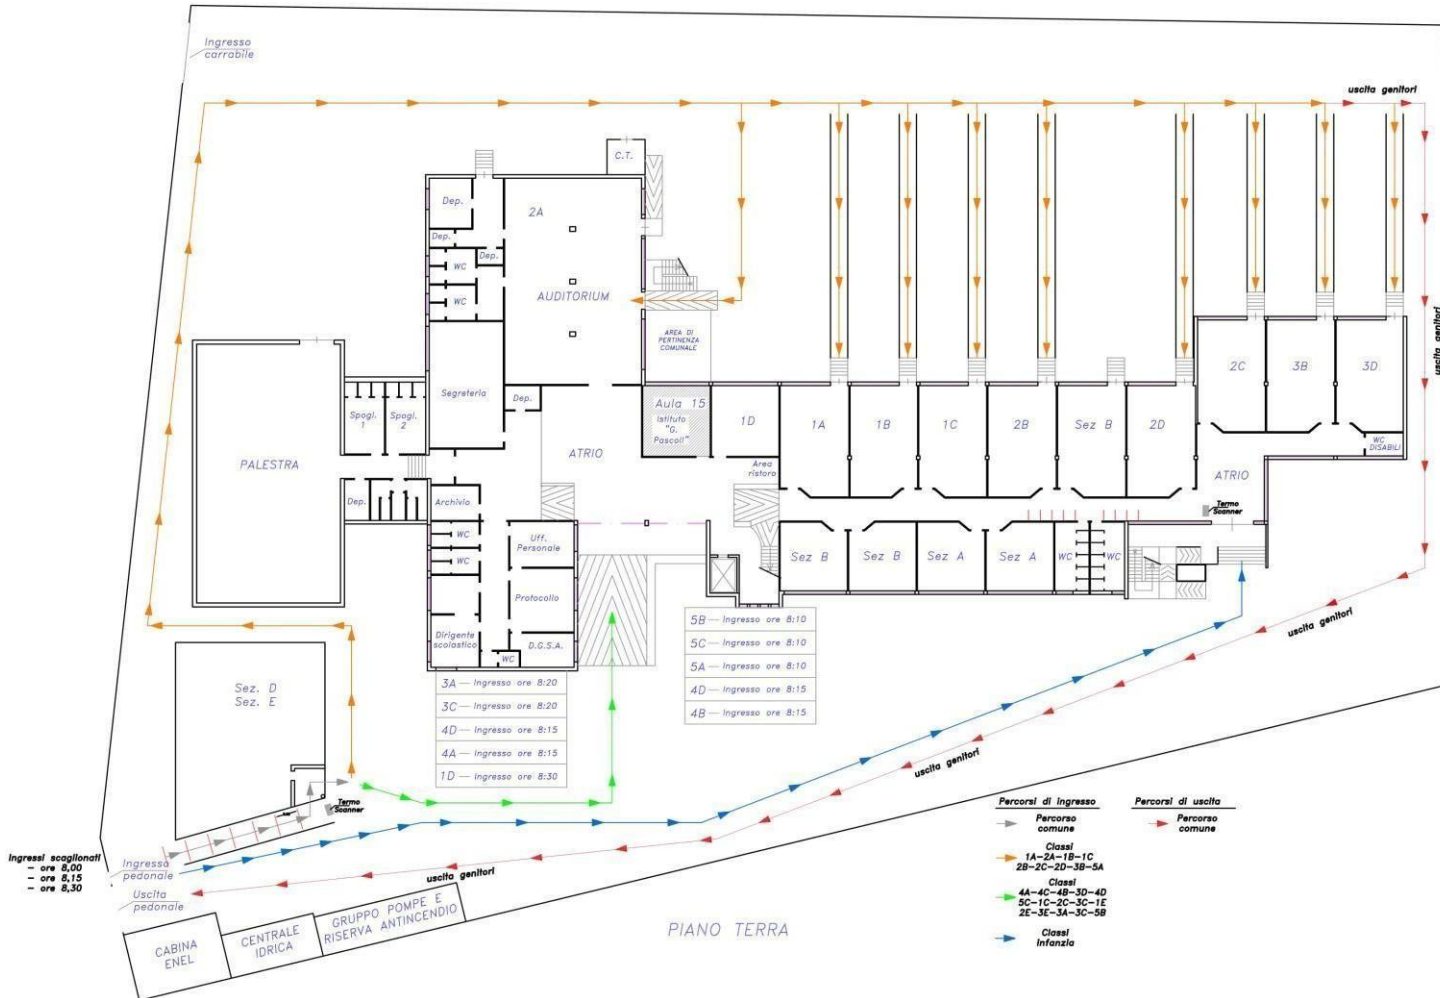 Ingresso
carrabile
uscita genitori
C.T.
Dep.
2A
Dep.
Dep.
WC
WC
AUDITORIUM
AREA DI
PERTINENZA
COMUNALE
uscita genitori
2C
3B
3D
Segreteria
Dep.
Spogl.
1
Spogl.
2
Aula 15
Istituto
"G.
Pascoli"
1D
1A
1B
1C
2B
Sez B
2D
WC
DISABILI
PALESTRA
ATRIO
Area
ristoro
ATRIO
Dep.
Archivio
Termo
Scanner
WC
WC
Uff.
Personale
Sez B
Sez B
Sez A
Sez A
WC
WC
Protocollo
Dirigente
scolastico
WC
D.G.S.A.
5B — Ingresso ore 8:10
5C — Ingresso ore 8:10
5A — Ingresso ore 8:10
4D — Ingresso ore 8:15
4B — Ingresso ore 8:15
uscita genitori
Sez. D
Sez. E
3A — Ingresso ore 8:20
3C — Ingresso ore 8:20
4D — Ingresso ore 8:15
4A — Ingresso ore 8:15
1D — Ingresso ore 8:30
uscita genitori
Termo
Scanner
Ingressi scaglionati
- ore 8,00
- ore 8,15
- ore 8,30
Ingresso
pedonale
Uscita
pedonale
uscita genitori
CABINA
ENEL
CENTRALE
IDRICA
GRUPPO POMPE E
RISERVA ANTINCENDIO
PIANO TERRA
Percorsi di ingresso
Percorso
comune
Classi
1A-2A-1B-1C
2B-2C-2D-3B-5A
Classi
4A-4C-4B-3D-4D
5C-1C-2C-3C-1E
2E-3E-3A-3C-5B
Classi
Infanzia
Percorsi di uscita
Percorso
comune